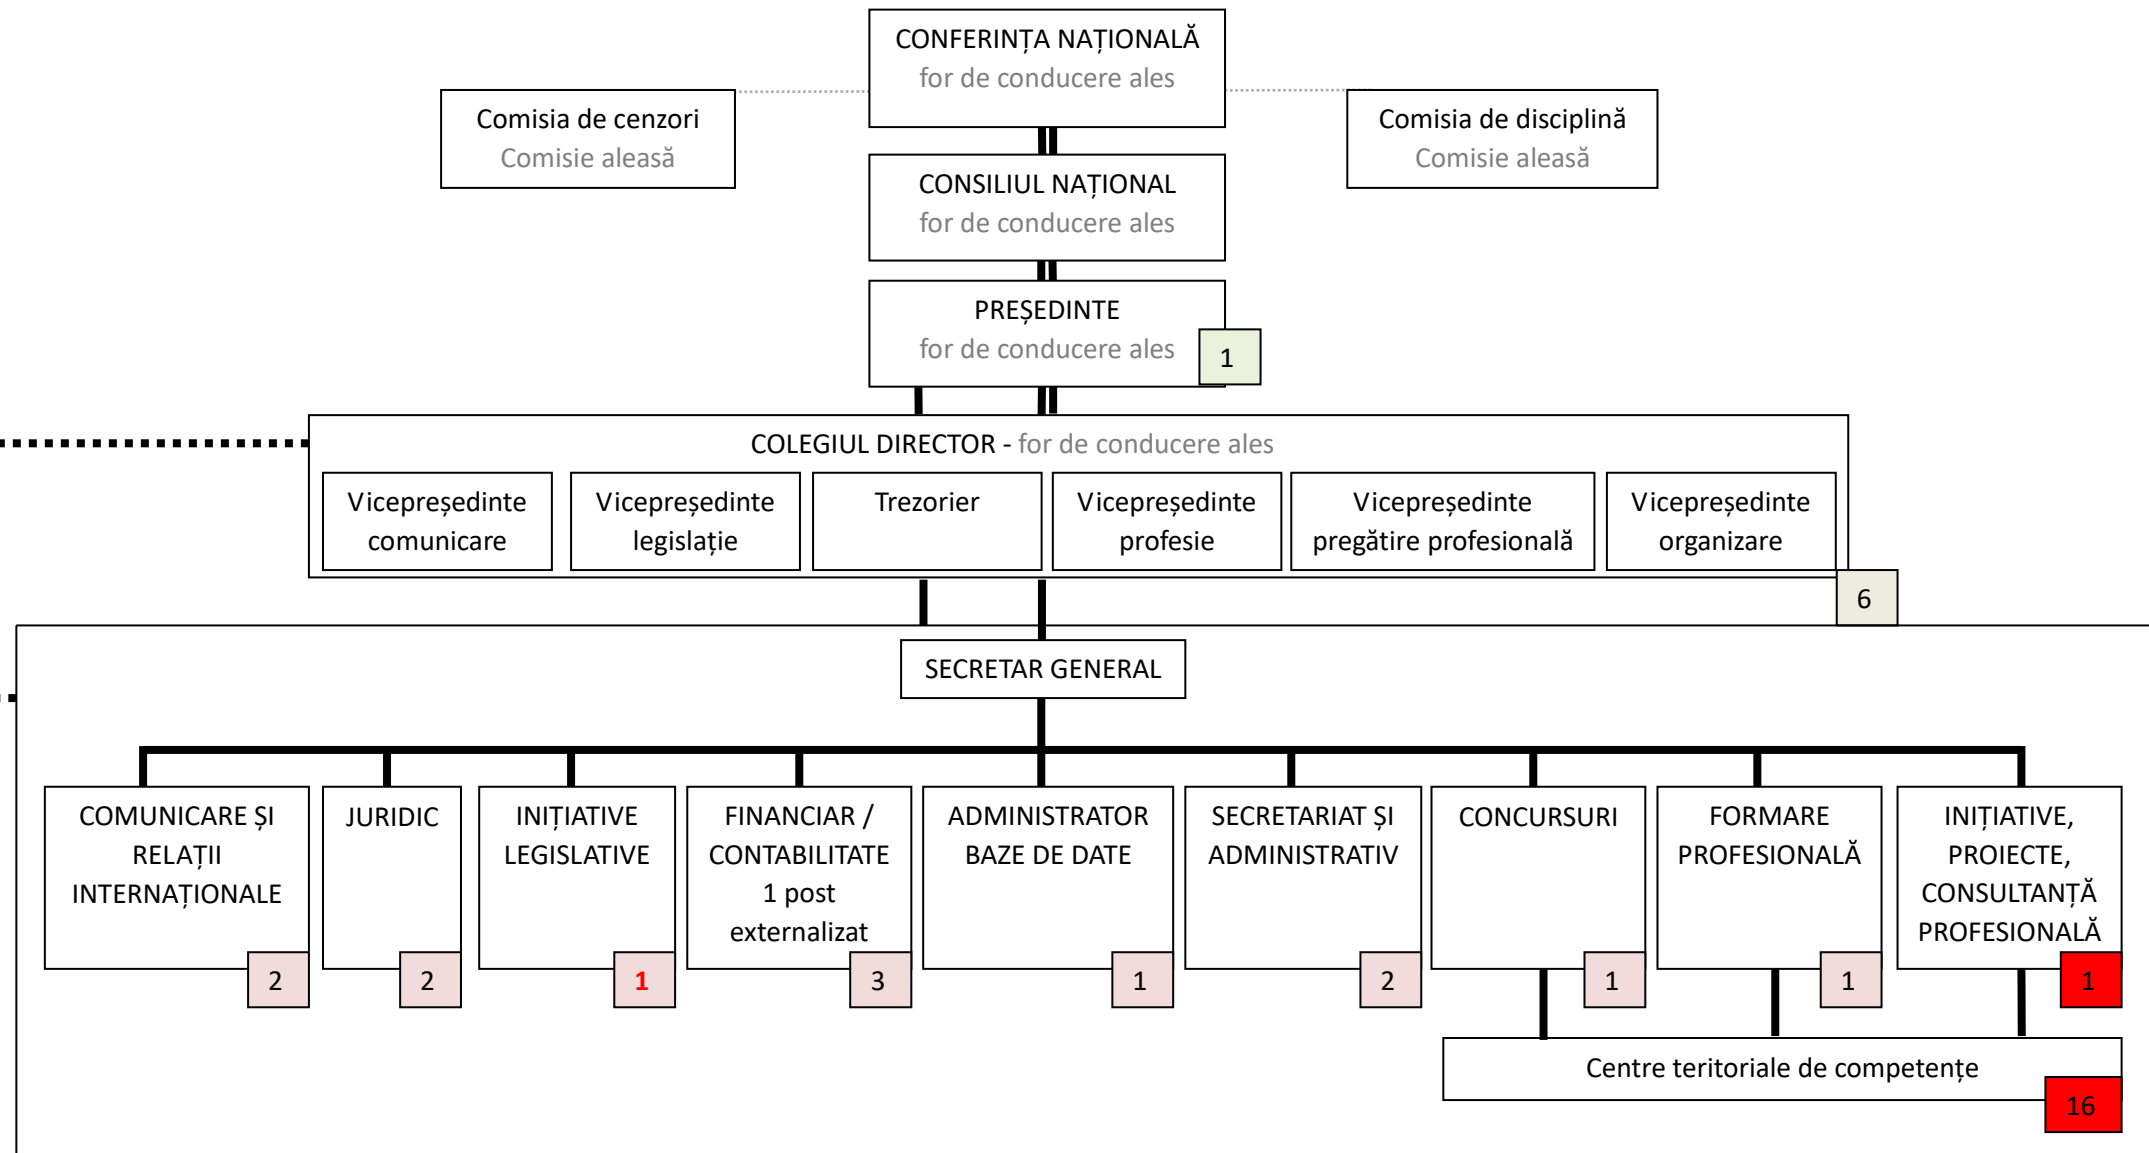 CONFERINȚA NAȚIONALĂ
for de conducere ales
Comisia de cenzori
Comisie aleasă
Comisia de disciplină
Comisie aleasă
CONSILIUL NAȚIONAL
for de conducere ales
PREȘEDINTE
for de conducere ales
1
COLEGIUL DIRECTOR - for de conducere ales
Vicepreședinte
comunicare
Vicepreședinte
legislație
Trezorier
Vicepreședinte
profesie
Vicepreședinte
pregătire profesională
Vicepreședinte
organizare
6
SECRETAR GENERAL
COMUNICARE ȘI
RELAȚII
INTERNAȚIONALE
2
JURIDIC
2
INIȚIATIVE
LEGISLATIVE
1
FINANCIAR /
CONTABILITATE
1 post
externalizat
3
ADMINISTRATOR
BAZE DE DATE
1
SECRETARIAT ȘI
ADMINISTRATIV
2
CONCURSURI
1
FORMARE
PROFESIONALĂ
1
INIȚIATIVE,
PROIECTE,
CONSULTANȚĂ
PROFESIONALĂ
1
Centre teritoriale de competențe
16